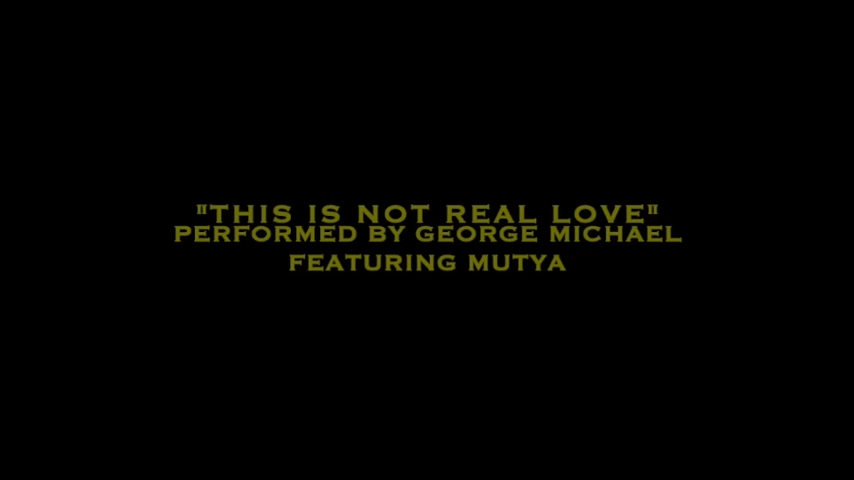 "THIS IS NOT REAL LOVE"
PERFORMED BY GEORGE MICHAEL
FEATURING MUTYA